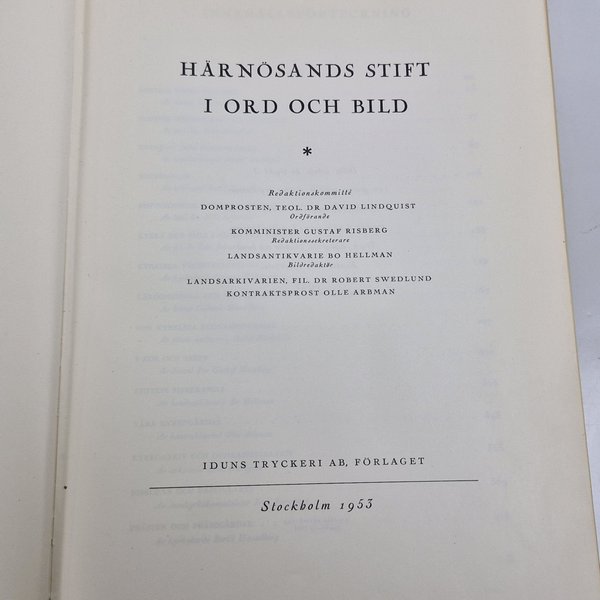 HÄRNÖSANDS STIFT
I ORD OCH BILD
*
Redaktionskommitté
DOMPROSTEN, TEOL. DR DAVID LINDQUIST
Ordförande
KOMMINISTER GUSTAF RISBERG
Redaktionssekreterare
LANDSANTIKVARIE BO HELLMAN
Bildredaktör
LANDSARKIVARIEN, FIL. DR ROBERT SWEDLUND
KONTRAKTSPROST OLLE ARBMAN
IDUNS TRYCKERI AB, FÖRLAGET
Stockholm 1953